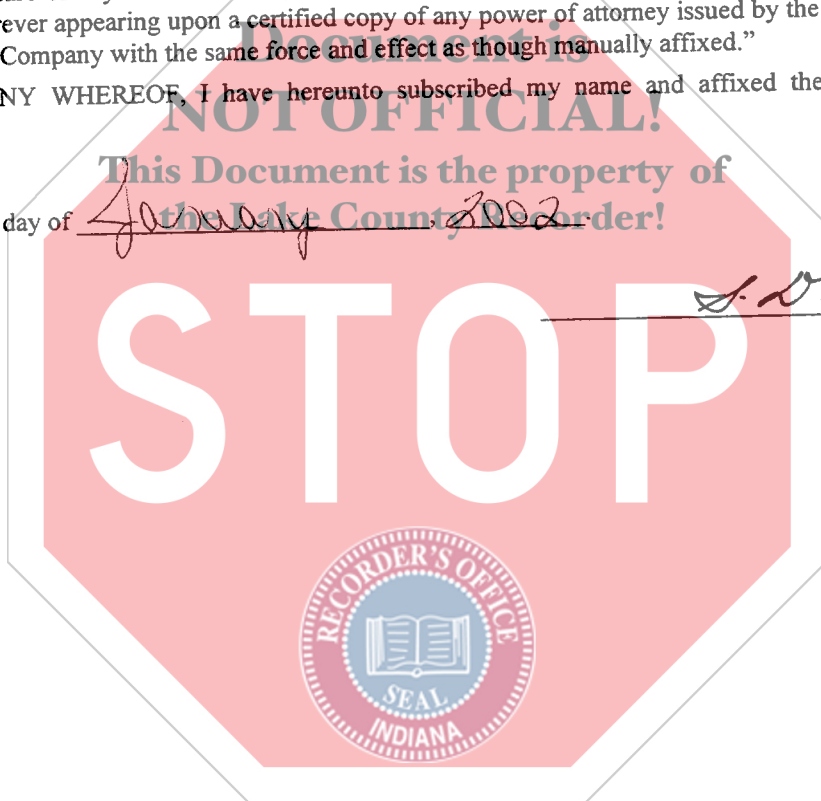 ever appearing upon a certified copy of any power of attorney issued by the
Document is
Company with the same force and effect as though manually affixed.”
NY WHEREOF, I have hereunto subscribed my name and affixed the
NOT OFFICIAL!
This Document is the property of
the Lake County Recorder!
day of January, 2002.
S. D
STOP
RECORDER'S OFFICE
SEAL
INDIANA